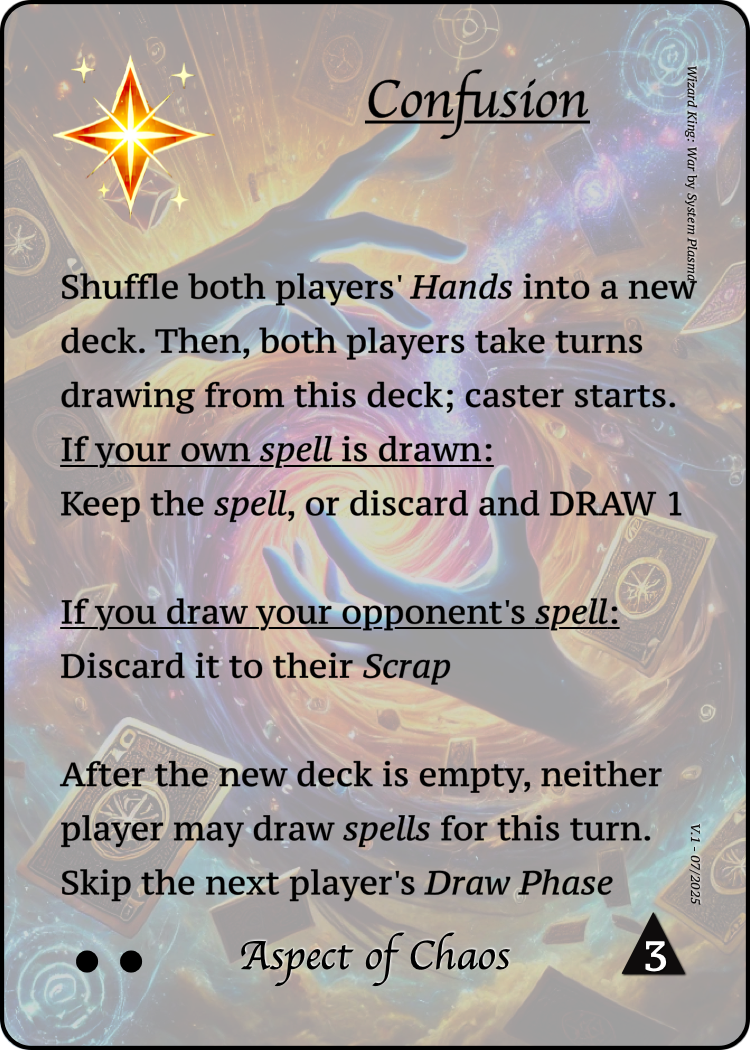 Confusion
Wizard King: War by System Plasma
Shuffle both players' Hands into a new
deck. Then, both players take turns
drawing from this deck; caster starts.
If your own spell is drawn:
Keep the spell, or discard and DRAW 1
If you draw your opponent's spell:
Discard it to their Scrap
After the new deck is empty, neither
player may draw spells for this turn.
Skip the next player's Draw Phase
V.1 - 07/2025
Aspect of Chaos
3